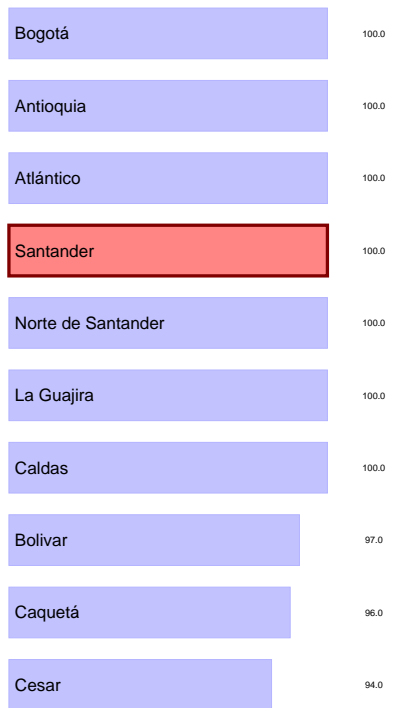 Bogotá 100.0
Antioquia 100.0
Atlántico 100.0
Santander 100.0
Norte de Santander 100.0
La Guajira 100.0
Caldas 100.0
Bolivar 97.0
Caquetá 96.0
Cesar 94.0